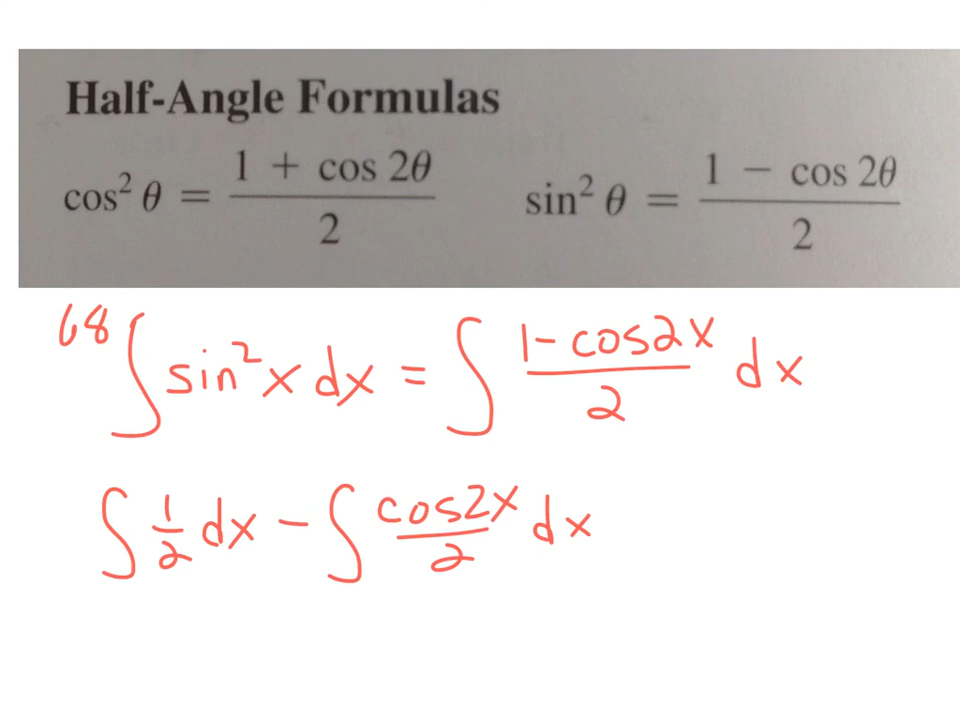 Half-Angle Formulas
cos² θ = (1 + cos 2θ)/2    sin² θ = (1 − cos 2θ)/2
68 ∫ sin²x dx = ∫ (1 - cos2x)/2 dx
∫ 1/2 dx - ∫ cos2x/2 dx